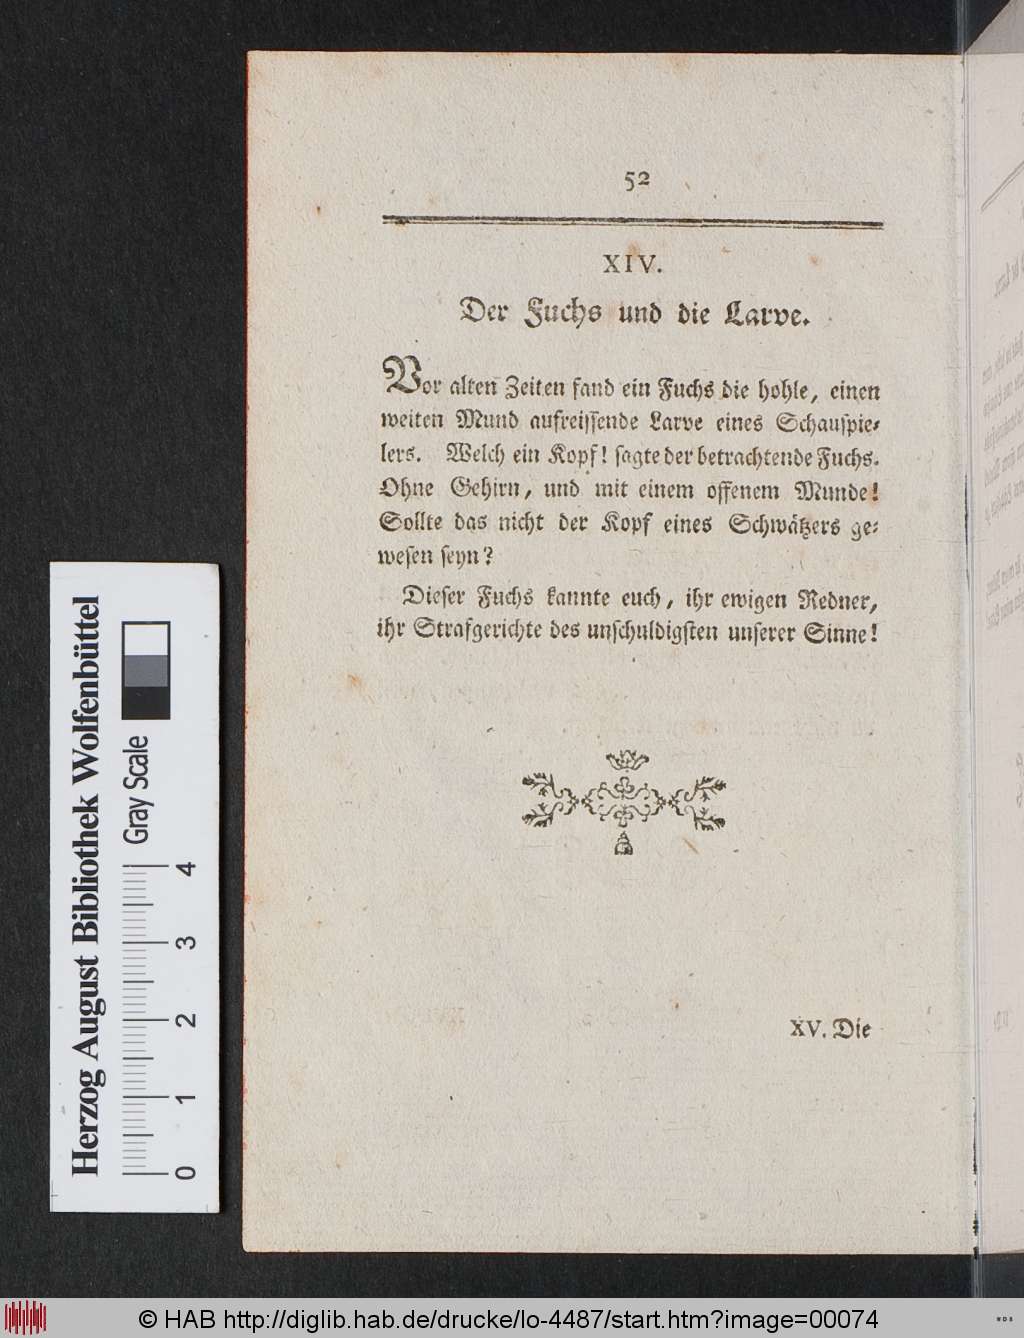 52
XIV.
Der Fuchs und die Larve.
Vor alten Zeiten fand ein Fuchs die hohle, einen
weiten Mund aufreiſſende Larve eines Schauſpie-
lers. Welch ein Kopf! ſagte der betrachtende Fuchs.
Ohne Gehirn, und mit einem offenem Munde!
Sollte das nicht der Kopf eines Schwätzers ge-
weſen ſeyn?
Dieſer Fuchs kannte euch, ihr ewigen Redner,
ihr Strafgerichte des unſchuldigſten unſerer Sinne!
XV. Die
Herzog August Bibliothek Wolfenbüttel
Gray Scale
0 1 2 3 4
© HAB http://diglib.hab.de/drucke/lo-4487/start.htm?image=00074